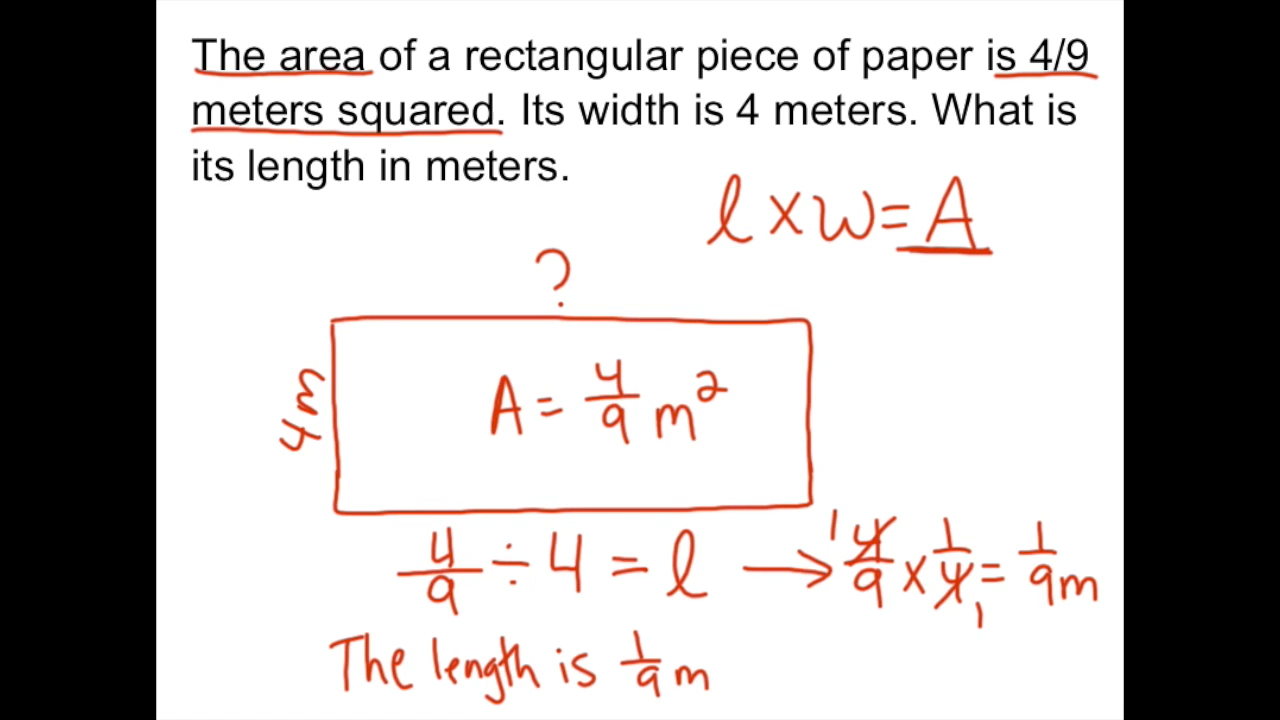 The area of a rectangular piece of paper is 4/9
meters squared. Its width is 4 meters. What is
its length in meters.
l x w = A
?
4m
A = 4/9 m²
4/9 ÷ 4 = l → 1 4/9 x 1/4 1 = 1/9 m
The length is 1/9 m